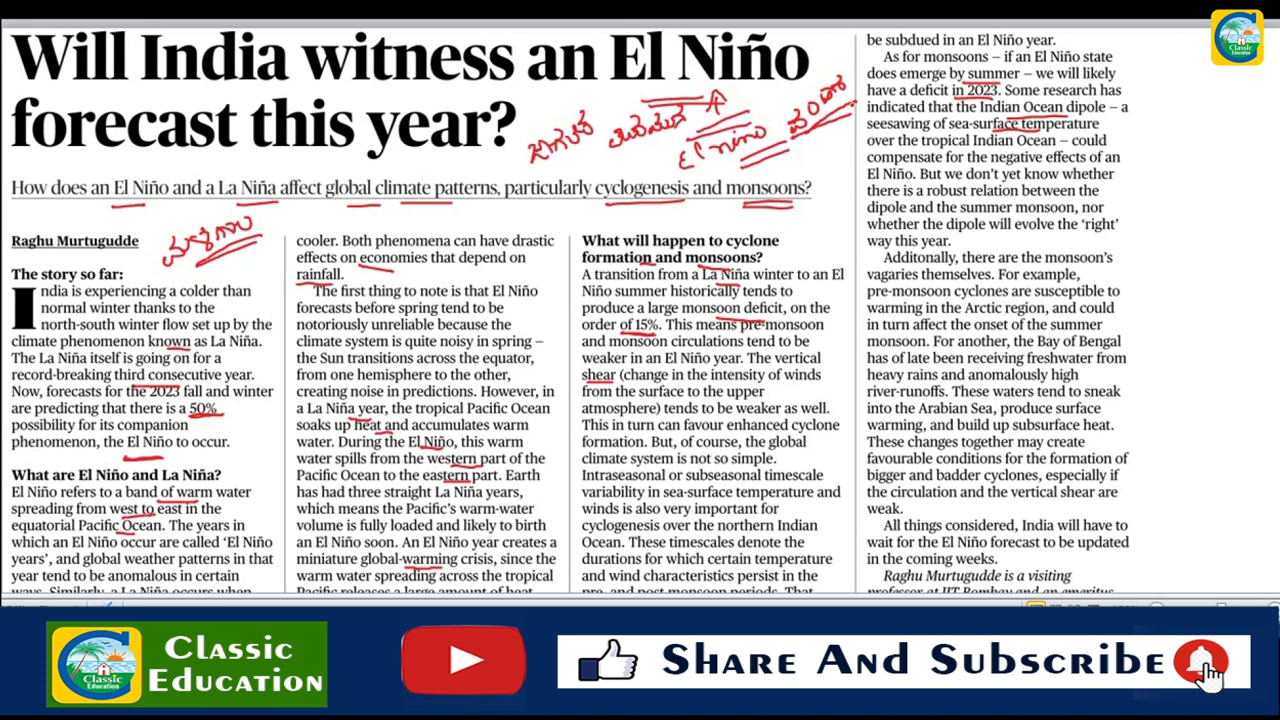 Classic
Education
Will India witness an El Niño
forecast this year?
How does an El Niño and a La Niña affect global climate patterns, particularly cyclogenesis and monsoons?
El nino
Raghu Murtugudde
The story so far:
India is experiencing a colder than
normal winter thanks to the
north-south winter flow set up by the
climate phenomenon known as La Niña.
The La Niña itself is going on for a
record-breaking third consecutive year.
Now, forecasts for the 2023 fall and winter
are predicting that there is a 50%
possibility for its companion
phenomenon, the El Niño to occur.
What are El Niño and La Niña?
El Niño refers to a band of warm water
spreading from west to east in the
equatorial Pacific Ocean. The years in
which an El Niño occur are called 'El Niño
years', and global weather patterns in that
year tend to be anomalous in certain
ways. Similarly, a La Niña occurs when
cooler. Both phenomena can have drastic
effects on economies that depend on
rainfall.
The first thing to note is that El Niño
forecasts before spring tend to be
notoriously unreliable because the
climate system is quite noisy in spring –
the Sun transitions across the equator,
from one hemisphere to the other,
creating noise in predictions. However, in
a La Niña year, the tropical Pacific Ocean
soaks up heat and accumulates warm
water. During the El Niño, this warm
water spills from the western part of the
Pacific Ocean to the eastern part. Earth
has had three straight La Niña years,
which means the Pacific's warm-water
volume is fully loaded and likely to birth
an El Niño soon. An El Niño year creates a
miniature global-warming crisis, since the
warm water spreading across the tropical
Pacific releases a large amount of heat
What will happen to cyclone
formation and monsoons?
A transition from a La Niña winter to an El
Niño summer historically tends to
produce a large monsoon deficit, on the
order of 15%. This means pre-monsoon
and monsoon circulations tend to be
weaker in an El Niño year. The vertical
shear (change in the intensity of winds
from the surface to the upper
atmosphere) tends to be weaker as well.
This in turn can favour enhanced cyclone
formation. But, of course, the global
climate system is not so simple.
Intraseasonal or subseasonal timescale
variability in sea-surface temperature and
winds is also very important for
cyclogenesis over the northern Indian
Ocean. These timescales denote the
durations for which certain temperature
and wind characteristics persist in the
pre- and post-monsoon periods. That
be subdued in an El Niño year.
As for monsoons – if an El Niño state
does emerge by summer – we will likely
have a deficit in 2023. Some research has
indicated that the Indian Ocean dipole – a
seesawing of sea-surface temperature
over the tropical Indian Ocean – could
compensate for the negative effects of an
El Niño. But we don't yet know whether
there is a robust relation between the
dipole and the summer monsoon, nor
whether the dipole will evolve the 'right'
way this year.
Additonally, there are the monsoon's
vagaries themselves. For example,
pre-monsoon cyclones are susceptible to
warming in the Arctic region, and could
in turn affect the onset of the summer
monsoon. For another, the Bay of Bengal
has of late been receiving freshwater from
heavy rains and anomalously high
river-runoffs. These waters tend to sneak
into the Arabian Sea, produce surface
warming, and build up subsurface heat.
These changes together may create
favourable conditions for the formation of
bigger and badder cyclones, especially if
the circulation and the vertical shear are
weak.
All things considered, India will have to
wait for the El Niño forecast to be updated
in the coming weeks.
Raghu Murtugudde is a visiting
professor at IIT Bombay and an emeritus
Classic
Education
Classic
Education
Share And Subscribe